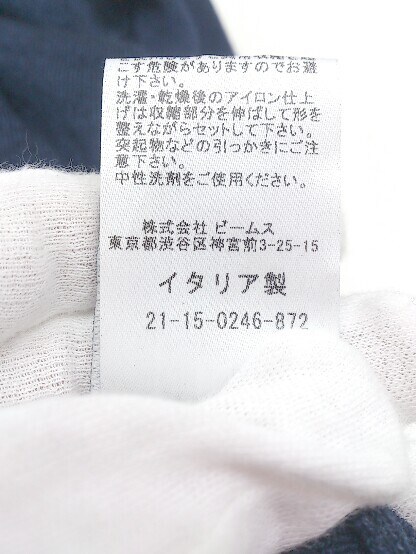 こす危険がありますのでお避
け下さい。
洗濯・乾燥後のアイロン仕上
げは収縮部分を伸ばして形を
整えながらセットして下さい。
突起物などの引っかきにご注
意下さい。
中性洗剤をご使用ください。
株式会社 ビームス
東京都渋谷区神宮前3-25-15
イタリア製
21-15-0246-872